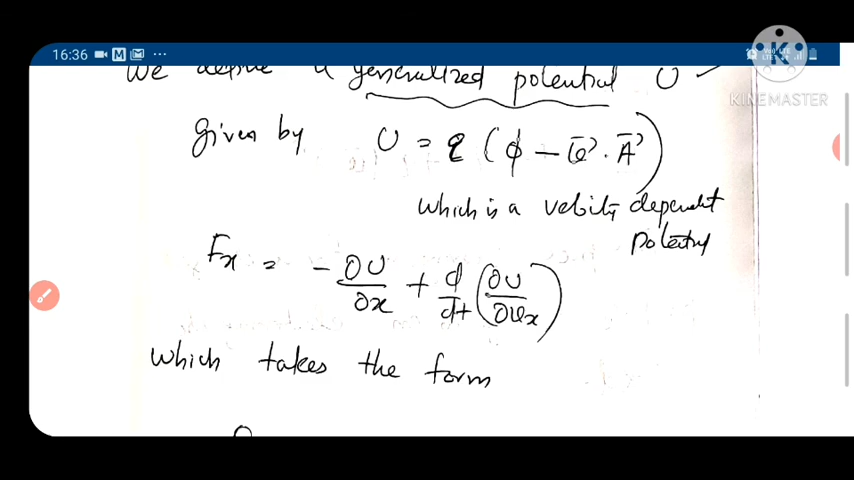 16:36 M ...
KINEMASTER
We define a generalized potential U
Given by U = q (ϕ − v⃗ · A⃗)
which is a velocity dependent
potential
Fx = − ∂U/∂x + d/dt (∂U/∂vx)
which takes the form